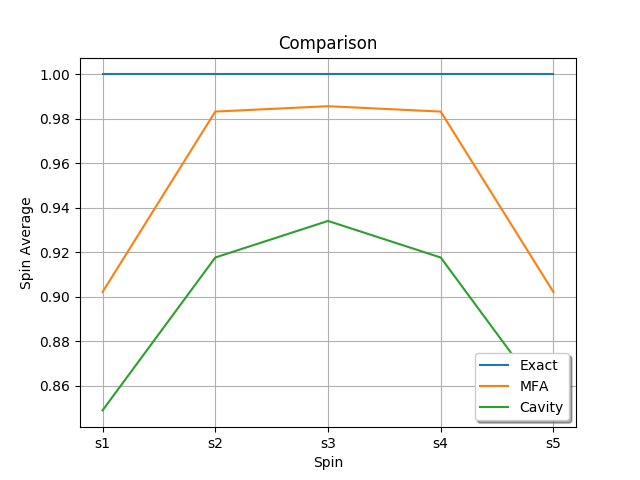 Comparison
1.00
0.98
0.96
0.94
0.92
0.90
0.88
0.86
Spin Average
s1 s2 s3 s4 s5
Spin
Exact
MFA
Cavity